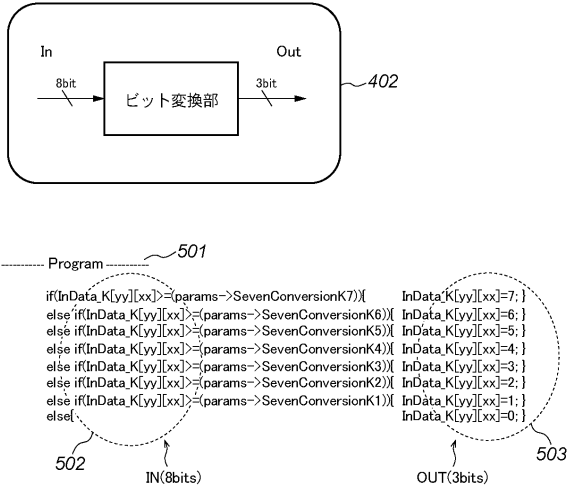 In Out
8bit 3bit
ビット変換部
402
501
Program
if(InData_K[yy][xx]>=(params->SevenConversionK7)){ InData_K[yy][xx]=7; }
else if(InData_K[yy][xx]>=(params->SevenConversionK6)){ InData_K[yy][xx]=6; }
else if(InData_K[yy][xx]>=(params->SevenConversionK5)){ InData_K[yy][xx]=5; }
else if(InData_K[yy][xx]>=(params->SevenConversionK4)){ InData_K[yy][xx]=4; }
else if(InData_K[yy][xx]>=(params->SevenConversionK3)){ InData_K[yy][xx]=3; }
else if(InData_K[yy][xx]>=(params->SevenConversionK2)){ InData_K[yy][xx]=2; }
else if(InData_K[yy][xx]>=(params->SevenConversionK1)){ InData_K[yy][xx]=1; }
else{ InData_K[yy][xx]=0; }
502 503
IN(8bits) OUT(3bits)